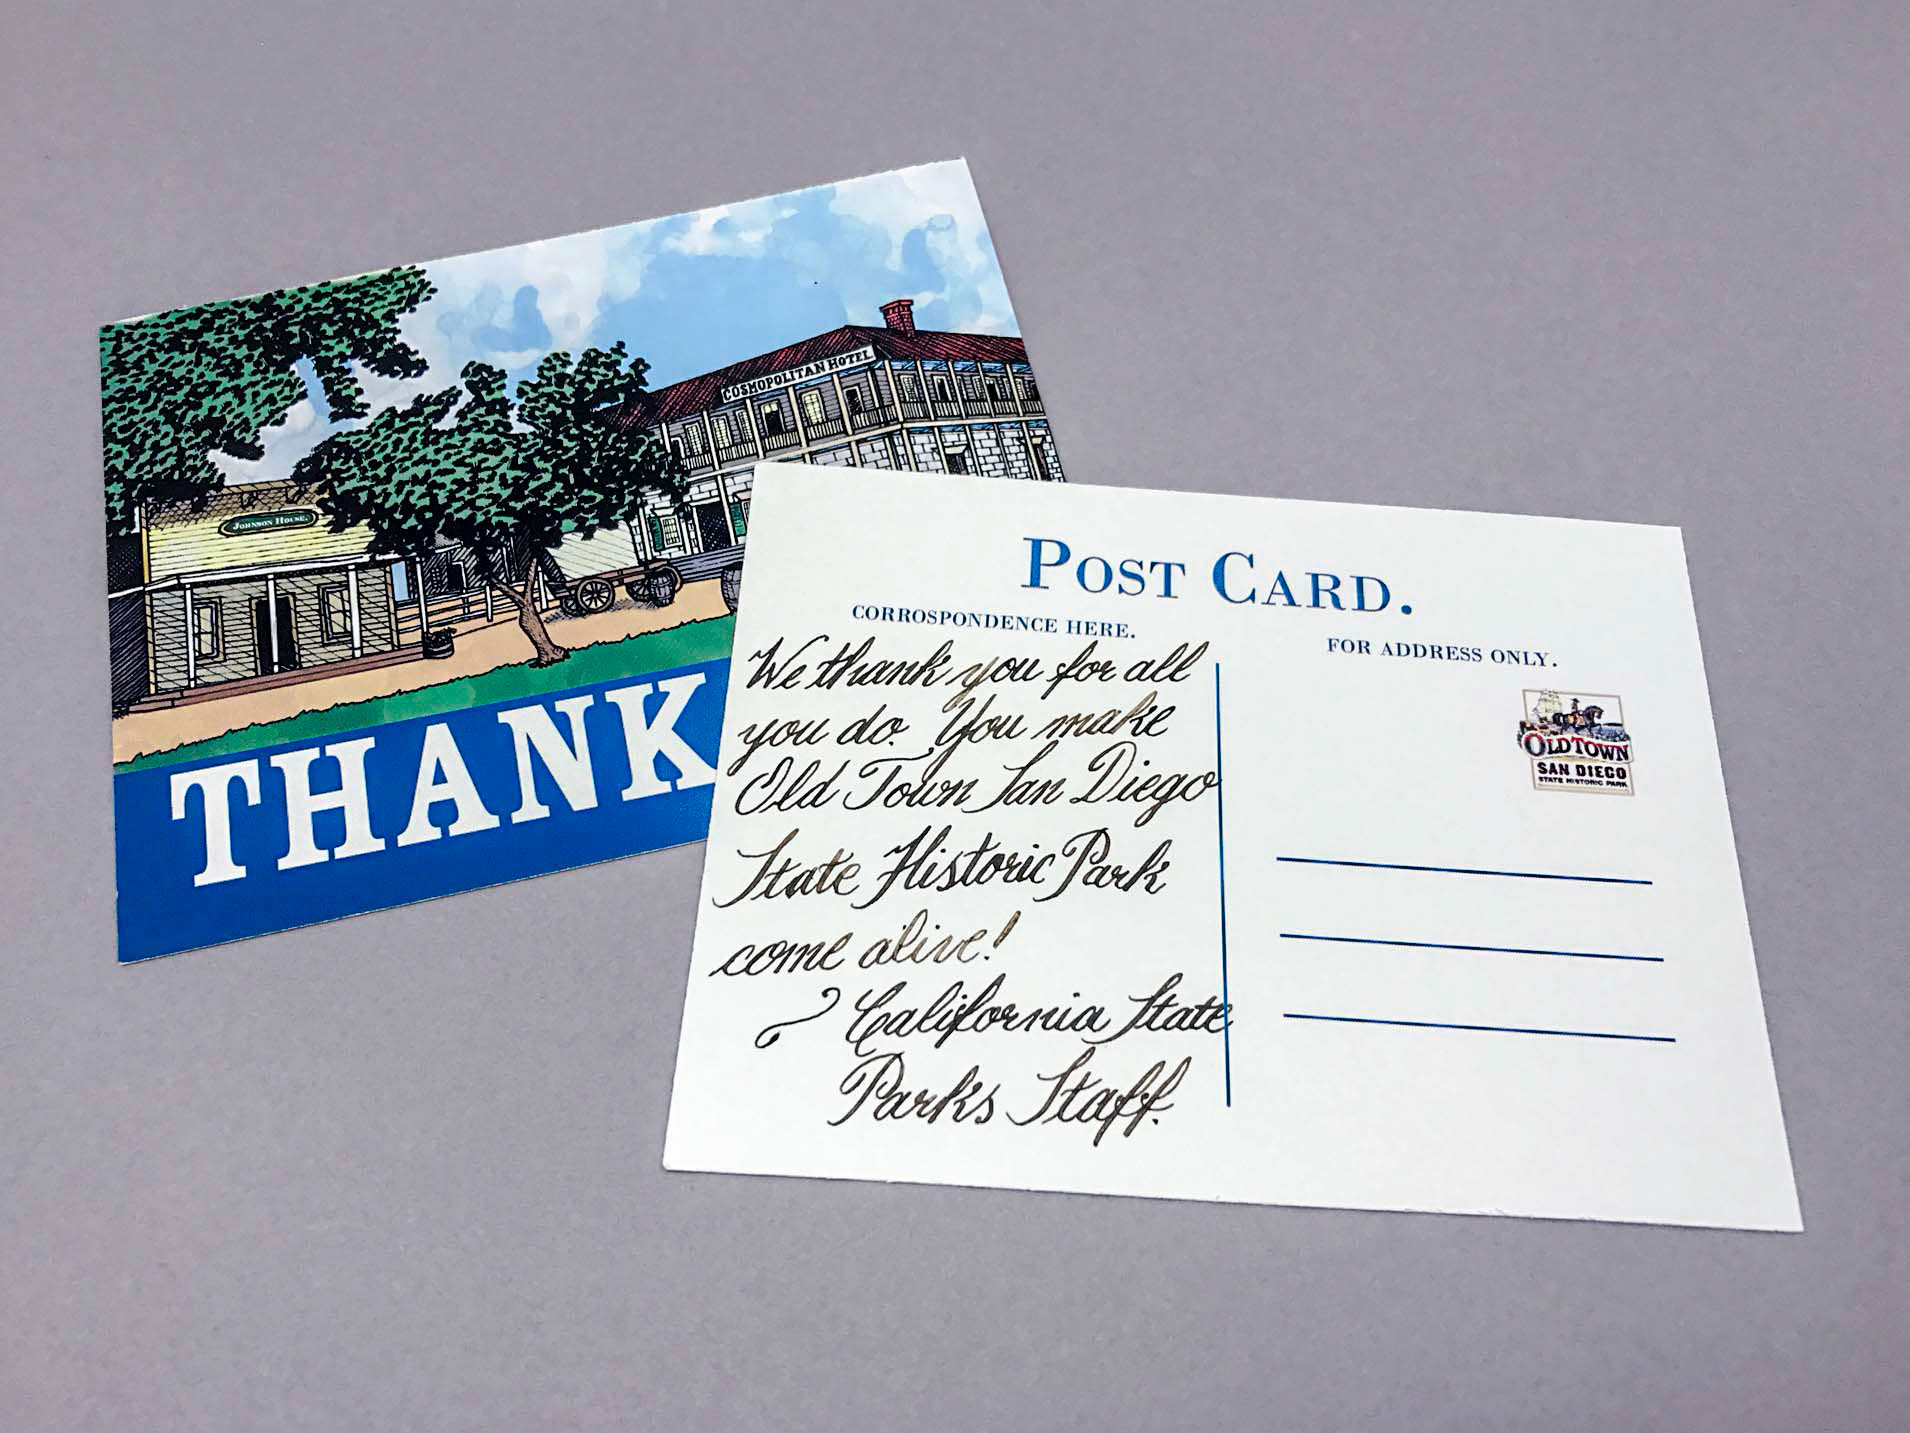 COSMOPOLITAN HOTEL
JOHNSON HOUSE.
THANK
POST CARD.
CORROSPONDENCE HERE.
FOR ADDRESS ONLY.
We thank you for all
you do. You make
Old Town San Diego
State Historic Park
come alive!
California State
Parks Staff.
OLD TOWN
SAN DIEGO
STATE HISTORIC PARK